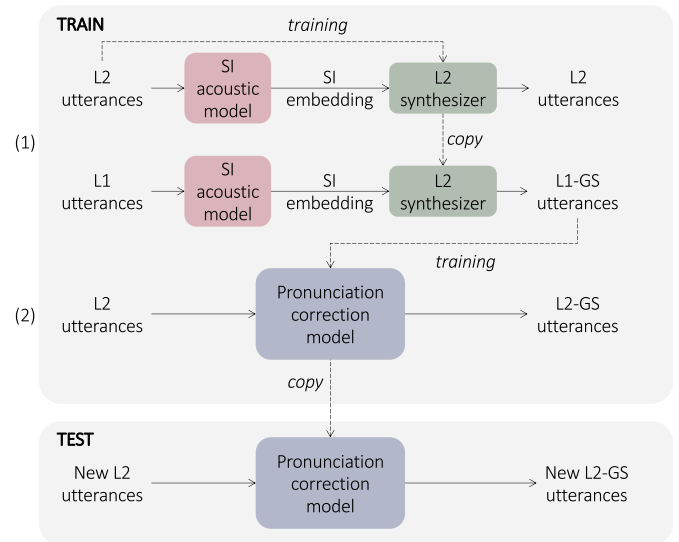 TRAIN
training
L2
utterances
SI
acoustic
model
SI
embedding
L2
synthesizer
L2
utterances
(1)
copy
L1
utterances
SI
acoustic
model
SI
embedding
L2
synthesizer
L1-GS
utterances
training
(2)
L2
utterances
Pronunciation
correction
model
L2-GS
utterances
copy
TEST
New L2
utterances
Pronunciation
correction
model
New L2-GS
utterances